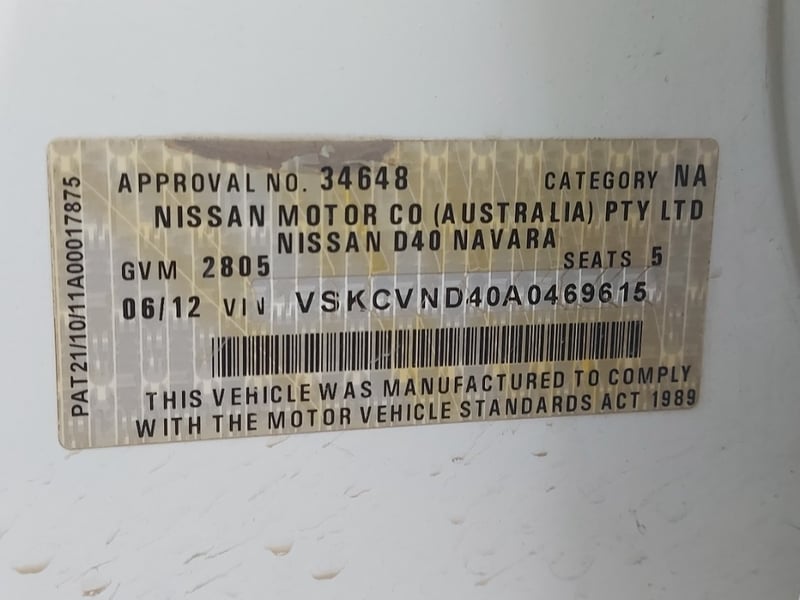 PAT21/10/11A00017875
APPROVAL NO. 34648 CATEGORY NA
NISSAN MOTOR CO (AUSTRALIA) PTY LTD
NISSAN D40 NAVARA
GVM 2805 SEATS 5
06/12 VIN VSKCVND40A0469615
THIS VEHICLE WAS MANUFACTURED TO COMPLY
WITH THE MOTOR VEHICLE STANDARDS ACT 1989